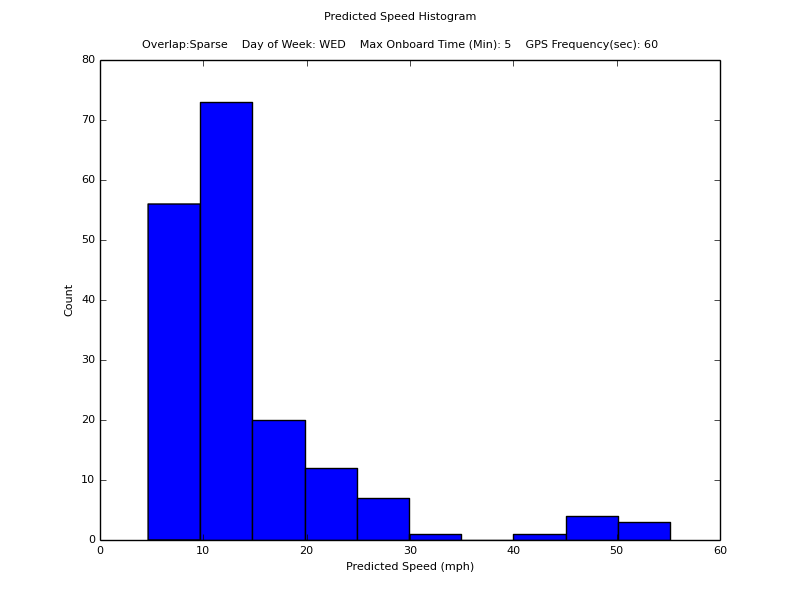 Predicted Speed Histogram
Overlap:Sparse    Day of Week: WED    Max Onboard Time (Min): 5    GPS Frequency(sec): 60
80
70
60
50
40
30
20
10
0
Count
0 10 20 30 40 50 60
Predicted Speed (mph)